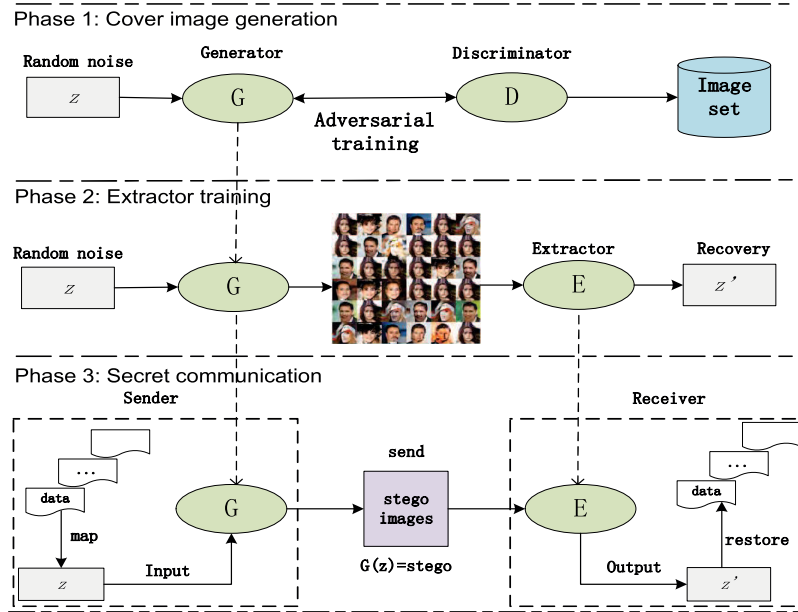 Phase 1: Cover image generation
Generator
Discriminator
Random noise
z
G
D
Image
set
Adversarial
training
Phase 2: Extractor training
Random noise
Extractor
Recovery
z
G
E
z'
Phase 3: Secret communication
Sender
Receiver
send
...
...
data
data
G
stego
images
E
map
restore
G(z)=stego
Input
Output
z
z'